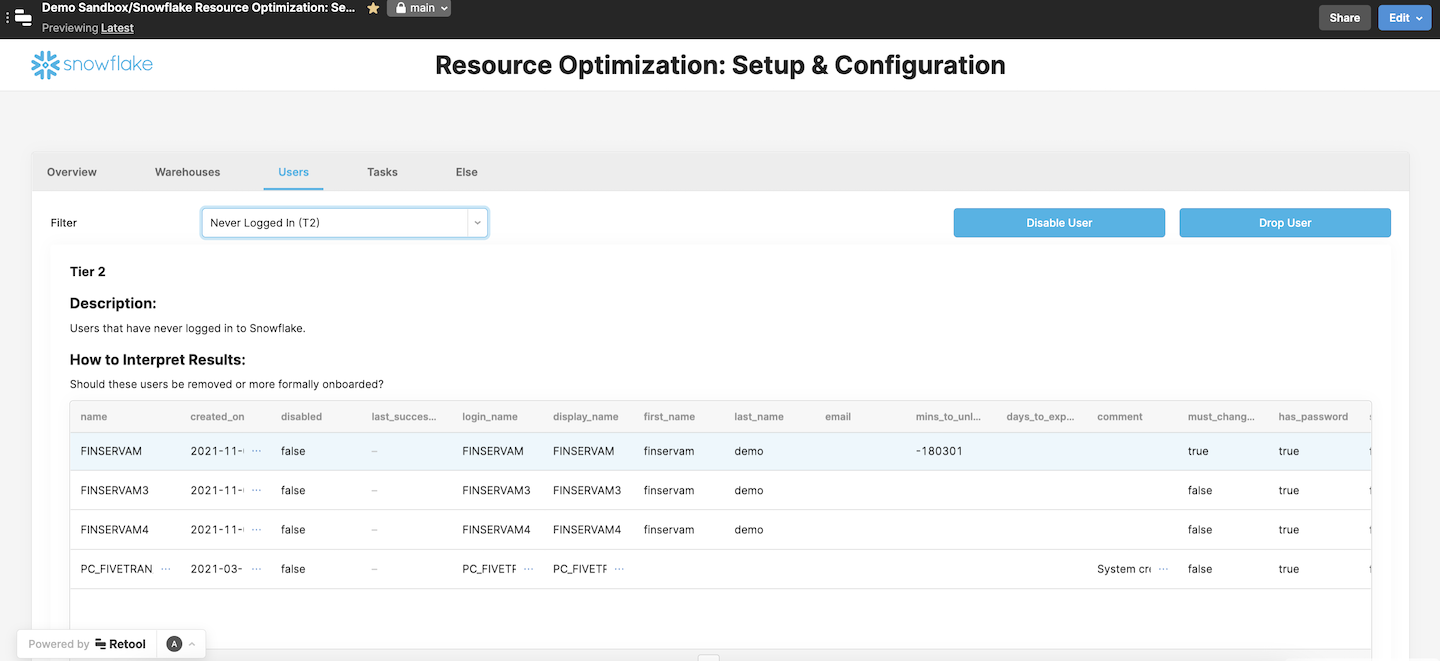 Demo Sandbox/Snowflake Resource Optimization: Se... main
Previewing Latest
Share Edit
snowflake
Resource Optimization: Setup & Configuration
Overview Warehouses Users Tasks Else
Filter Never Logged In (T2) Disable User Drop User
Tier 2
Description:
Users that have never logged in to Snowflake.
How to Interpret Results:
Should these users be removed or more formally onboarded?
name created_on disabled last_succes... login_name display_name first_name last_name email mins_to_unl... days_to_exp... comment must_chang... has_password
FINSERVAM 2021-11- ... false – FINSERVAM FINSERVAM finservam demo -180301 true true
FINSERVAM3 2021-11- ... false – FINSERVAM3 FINSERVAM3 finservam demo false true
FINSERVAM4 2021-11- ... false – FINSERVAM4 FINSERVAM4 finservam demo false true
PC_FIVETRAN ... 2021-03- ... false – PC_FIVETF ... PC_FIVETF ... System cre ... false true
Powered by Retool A